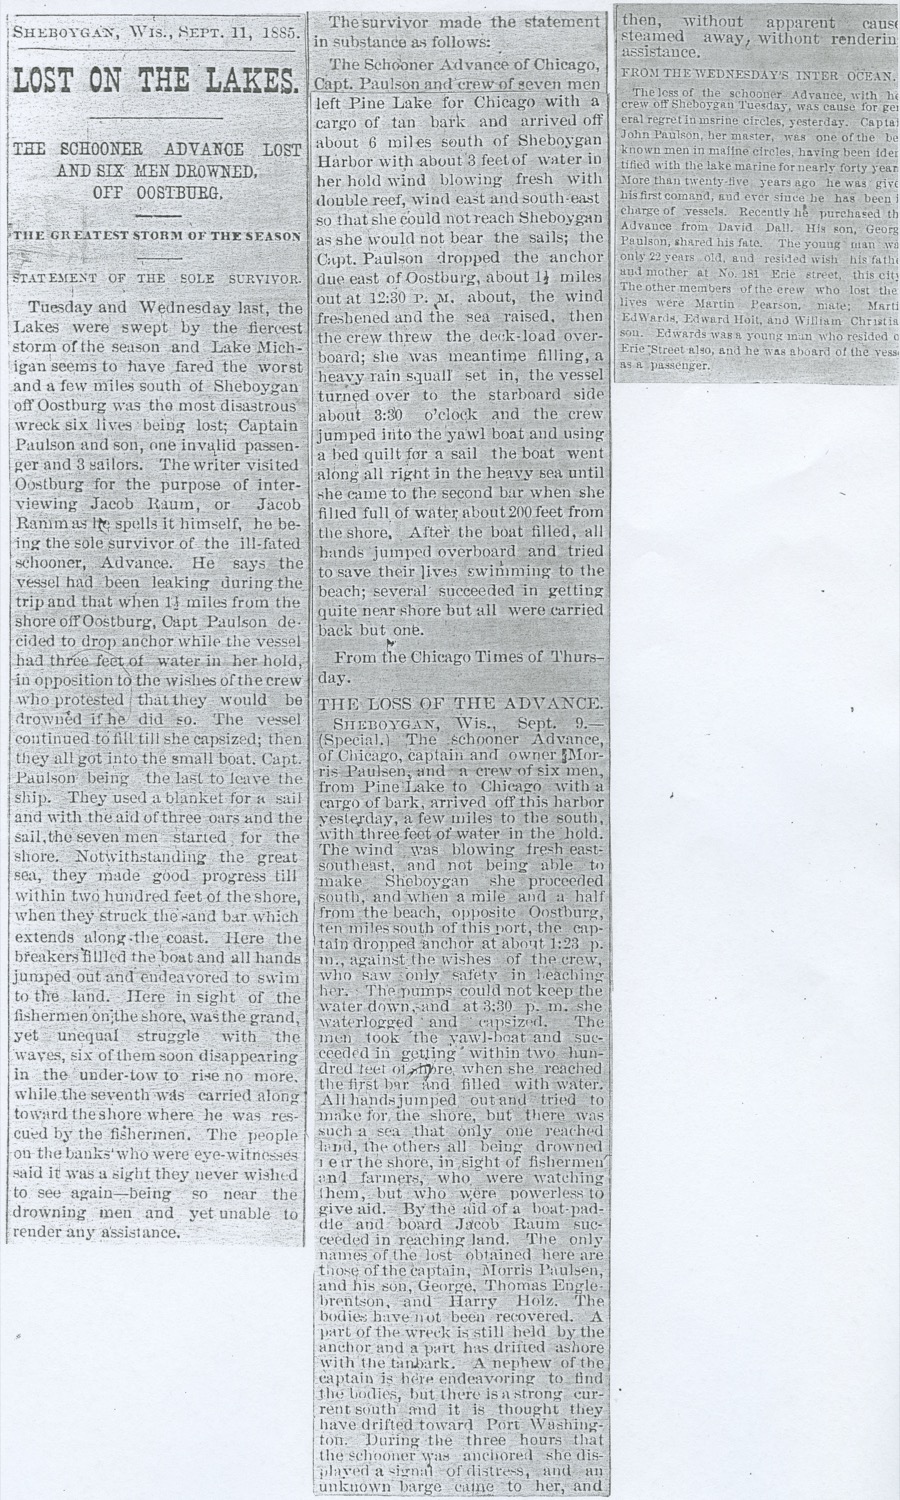 SHEBOYGAN, WIS., SEPT. 11, 1885.
LOST ON THE LAKES.
THE SCHOONER ADVANCE LOST
AND SIX MEN DROWNED,
OFF OOSTBURG.
THE GREATEST STORM OF THE SEASON
STATEMENT OF THE SOLE SURVIVOR.
Tuesday and Wednesday last, the
Lakes were swept by the fiercest
storm of the season and Lake Mich-
igan seems to have fared the worst
and a few miles south of Sheboygan
off Oostburg was the most disastrous
wreck six lives being lost; Captain
Paulson and son, one invalid passen-
ger and 3 sailors. The writer visited
Oostburg for the purpose of inter-
viewing Jacob Raum, or Jacob
Ramm as he spells it himself, he be-
ing the sole survivor of the ill-fated
schooner, Advance. He says the
vessel had been leaking during the
trip and that when 1½ miles from the
shore off Oostburg, Capt Paulson de-
cided to drop anchor while the vessel
had three feet of water in her hold,
in opposition to the wishes of the crew
who protested that they would be
drowned if he did so. The vessel
continued to fill till she capsized; then
they all got into the small boat. Capt.
Paulson being the last to leave the
ship. They used a blanket for a sail
and with the aid of three oars and the
sail, the seven men started for the
shore. Notwithstanding the great
sea, they made good progress till
within two hundred feet of the shore,
when they struck the sand bar which
extends along the coast. Here the
breakers fillled the boat and all hands
jumped out and endeavored to swim
to the land. Here in sight of the
fishermen on the shore, was the grand,
yet unequal struggle with the
waves, six of them soon disappearing
in the under-tow to rise no more,
while the seventh was carried along
toward the shore where he was res-
cued by the fishermen. The people
on the banks who were eye-witnesses
said it was a sight they never wished
to see again—being so near the
drowning men and yet unable to
render any assistance.
The survivor made the statement
in substance as follows:
The Schooner Advance of Chicago,
Capt. Paulson and crew of seven men
left Pine Lake for Chicago with a
cargo of tan bark and arrived off
about 6 miles south of Sheboygan
Harbor with about 3 feet of water in
her hold wind blowing fresh with
double reef, wind east and south-east
so that she could not reach Sheboygan
as she would not bear the sails; the
Capt. Paulson dropped the anchor
due east of Oostburg, about 1½ miles
out at 12:30 P. M. about, the wind
freshened and the sea raised, then
the crew threw the deck-load over-
board; she was meantime filling, a
heavy rain squall set in, the vessel
turned over to the starboard side
about 3:30 o'clock and the crew
jumped into the yawl boat and using
a bed quilt for a sail the boat went
along all right in the heavy sea until
she came to the second bar when she
filled full of water about 200 feet from
the shore. After the boat filled, all
hands jumped overboard and tried
to save their lives swimming to the
beach; several succeeded in getting
quite near shore but all were carried
back but one.
From the Chicago Times of Thurs-
day.
THE LOSS OF THE ADVANCE.
SHEBOYGAN, Wis., Sept. 9.—
(Special.) The schooner Advance,
of Chicago, captain and owner Mor-
ris Paulsen, and a crew of six men,
from Pine Lake to Chicago with a
cargo of bark, arrived off this harbor
yesterday, a few miles to the south,
with three feet of water in the hold.
The wind was blowing fresh east-
southeast, and not being able to
make Sheboygan she proceeded
south, and when a mile and a half
from the beach, opposite Oostburg,
ten miles south of this port, the cap-
tain dropped anchor at about 1:23 p.
m., against the wishes of the crew,
who saw only safety in beaching
her. The pumps could not keep the
water down, and at 3:30 p. m. she
waterlogged and capsized. The
men took the yawl-boat and suc-
ceeded in getting within two hun-
dred feet of shore, when she reached
the first bar and filled with water.
All hands jumped out and tried to
make for the shore, but there was
such a sea that only one reached
land, the others all being drowned
near the shore, in sight of fishermen
and farmers, who were watching
them, but who were powerless to
give aid. By the aid of a boat-pad-
dle and board Jacob Raum suc-
ceeded in reaching land. The only
names of the lost obtained here are
those of the captain, Morris Paulsen,
and his son, George, Thomas Engle-
brentson, and Harry Holz. The
bodies have not been recovered. A
part of the wreck is still held by the
anchor and a part has drifted ashore
with the tanbark. A nephew of the
captain is here endeavoring to find
the bodies, but there is a strong cur-
rent south and it is thought they
have drifted toward Port Washing-
ton. During the three hours that
the schooner was anchored she dis-
played a signal of distress, and an
unknown barge came to her, and
then, without apparent cause
steamed away, without renderin
assistance.
FROM THE WEDNESDAY'S INTER OCEAN.
The loss of the schooner Advance, with he
crew off Sheboygan Tuesday, was cause for gen
eral regret in marine circles, yesterday. Captai
John Paulson, her master, was one of the be
known men in maline circles, having been iden
tified with the lake marine for nearly forty year
More than twenty-five years ago he was give
his first comand, and ever since he has been i
charge of vessels. Recently he purchased th
Advance from David Dall. His son, Georg
Paulson, shared his fate. The young man wa
only 22 years old, and resided wish his fathe
and mother at No. 181 Erie street, this city
The other members of the crew who lost the
lives were Martin Pearson, mate; Marti
EdWards, Edward Hoit, and William Christia
son. Edwards was a young man who resided o
Erie Street also, and he was aboard of the vess
as a passenger.